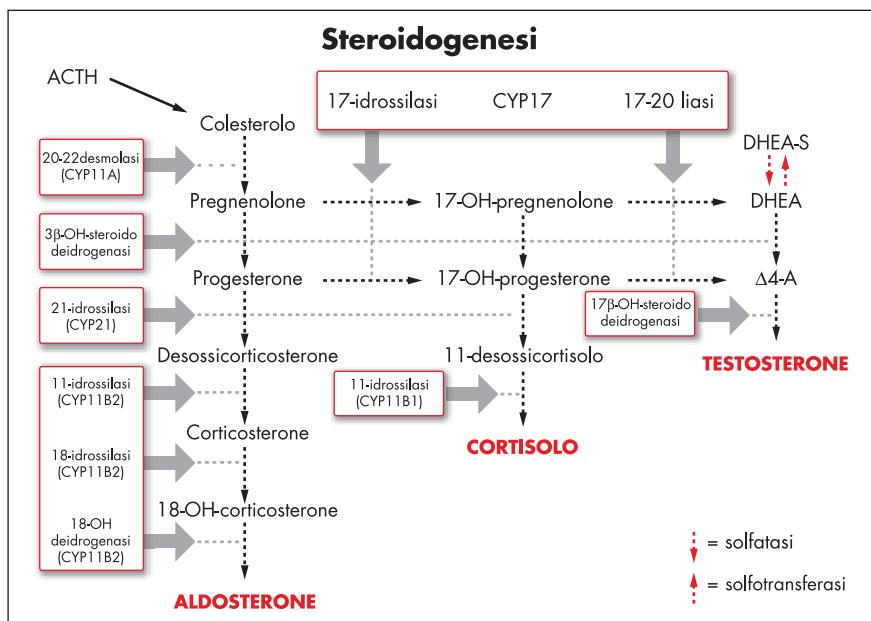 Steroidogenesi
ACTH
17-idrossilasi CYP17 17-20 liasi
Colesterolo
20-22desmolasi
(CYP11A)
DHEA-S
Pregnenolone 17-OH-pregnenolone DHEA
3β-OH-steroido
deidrogenasi
Progesterone 17-OH-progesterone Δ4-A
21-idrossilasi
(CYP21)
17β-OH-steroido
deidrogenasi
Desossicorticosterone 11-desossicortisolo
TESTOSTERONE
11-idrossilasi
(CYP11B2)
11-idrossilasi
(CYP11B1)
Corticosterone
CORTISOLO
18-idrossilasi
(CYP11B2)
18-OH-corticosterone
18-OH
deidrogenasi
(CYP11B2)
= solfatasi
= solfotransferasi
ALDOSTERONE